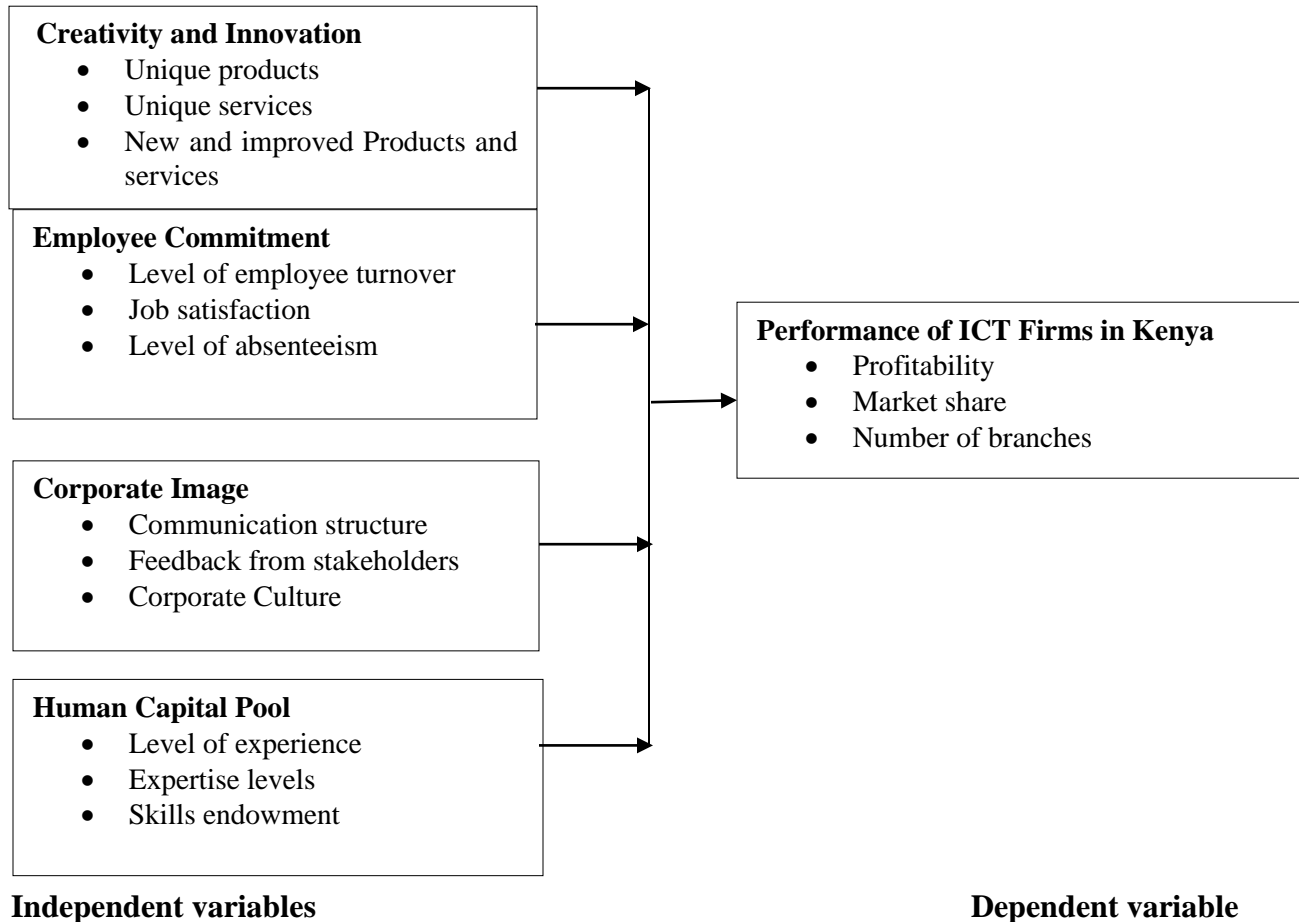 Creativity and Innovation
• Unique products
• Unique services
• New and improved Products and
services
Employee Commitment
• Level of employee turnover
• Job satisfaction
• Level of absenteeism
Performance of ICT Firms in Kenya
• Profitability
• Market share
• Number of branches
Corporate Image
• Communication structure
• Feedback from stakeholders
• Corporate Culture
Human Capital Pool
• Level of experience
• Expertise levels
• Skills endowment
Independent variables
Dependent variable